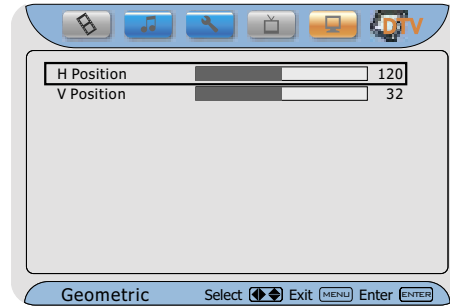 DTV
H Position 120
V Position 32
Geometric Select Exit MENU Enter ENTER